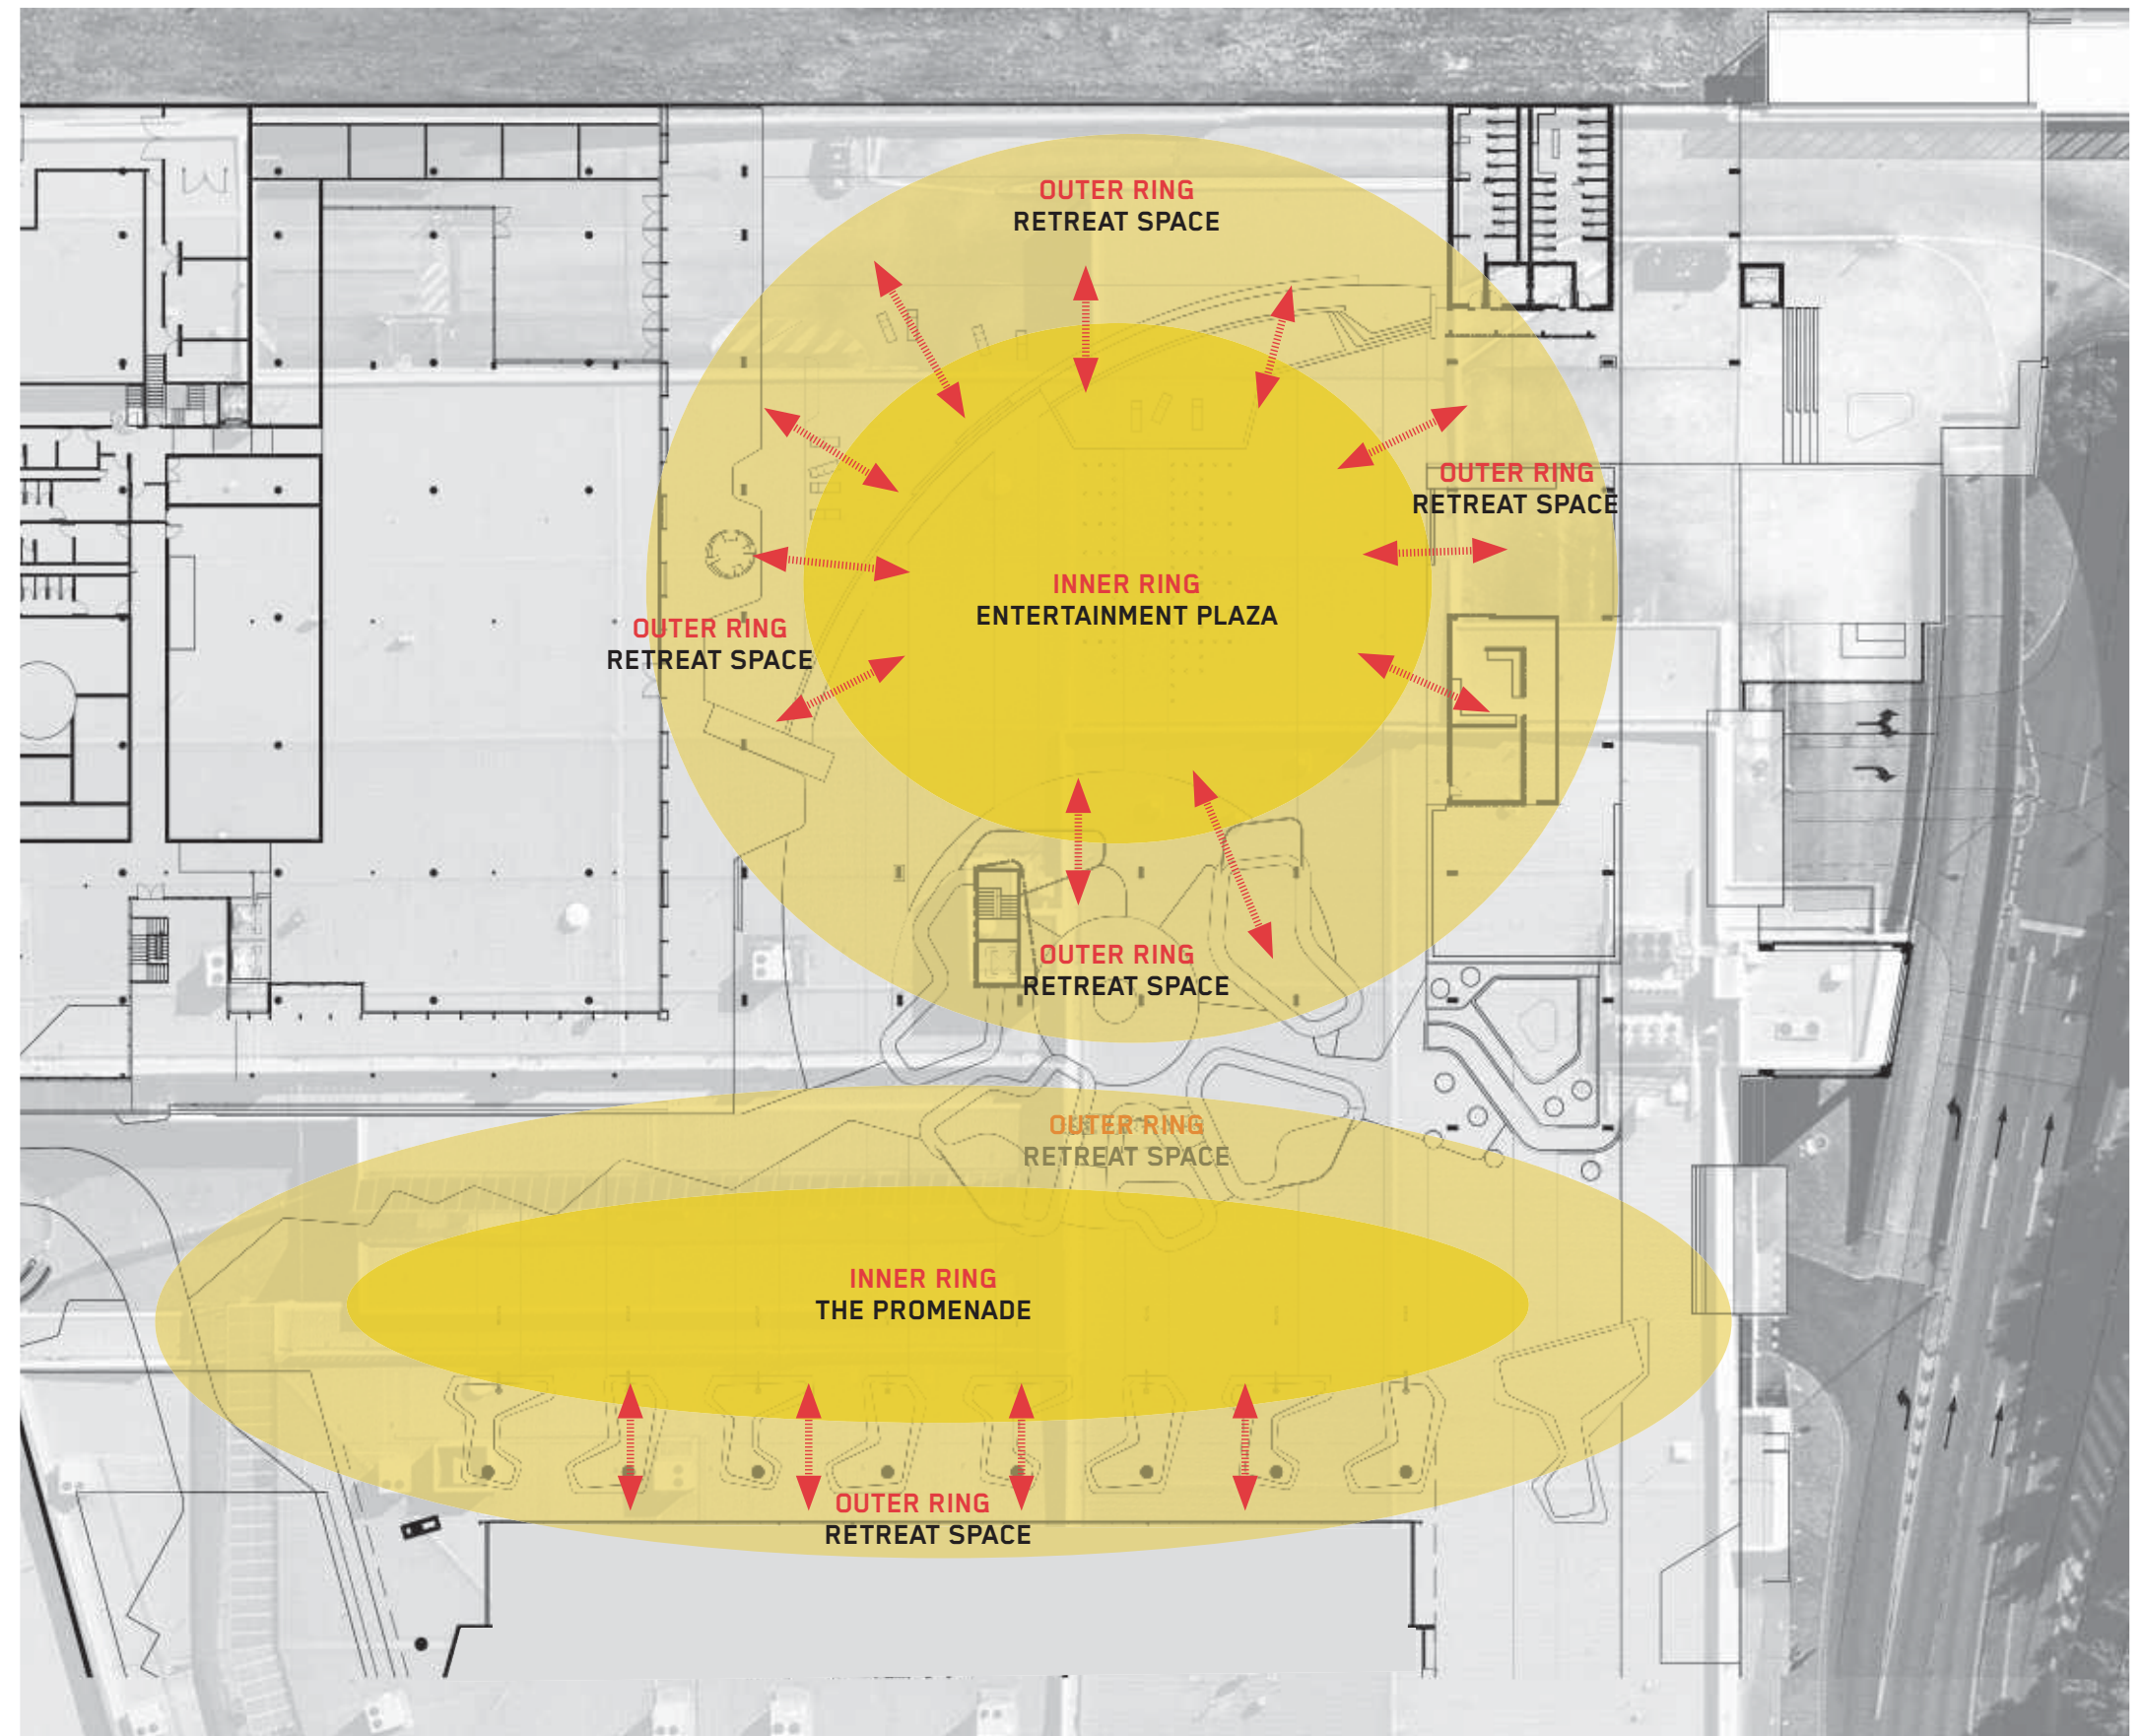 OUTER RING
RETREAT SPACE
OUTER RING
RETREAT SPACE
INNER RING
ENTERTAINMENT PLAZA
OUTER RING
RETREAT SPACE
OUTER RING
RETREAT SPACE
OUTER RING
RETREAT SPACE
INNER RING
THE PROMENADE
OUTER RING
RETREAT SPACE